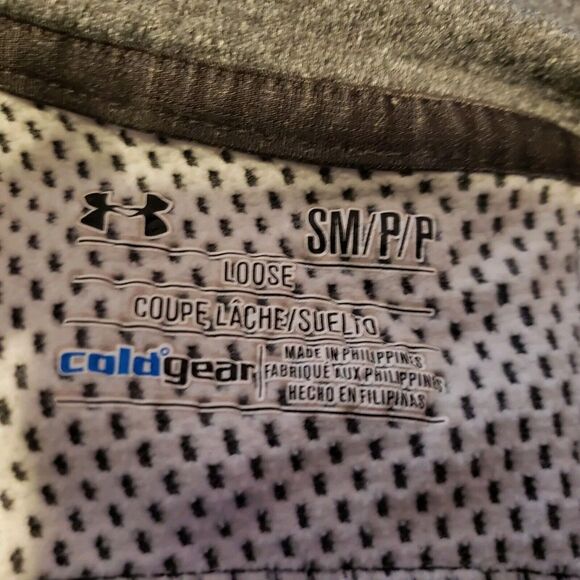 SM/P/P
LOOSE
COUPE LÂCHE/SUELTO
coldgear
MADE IN PHILIPPINES
FABRIQUÉ AUX PHILIPPINES
HECHO EN FILIPINAS